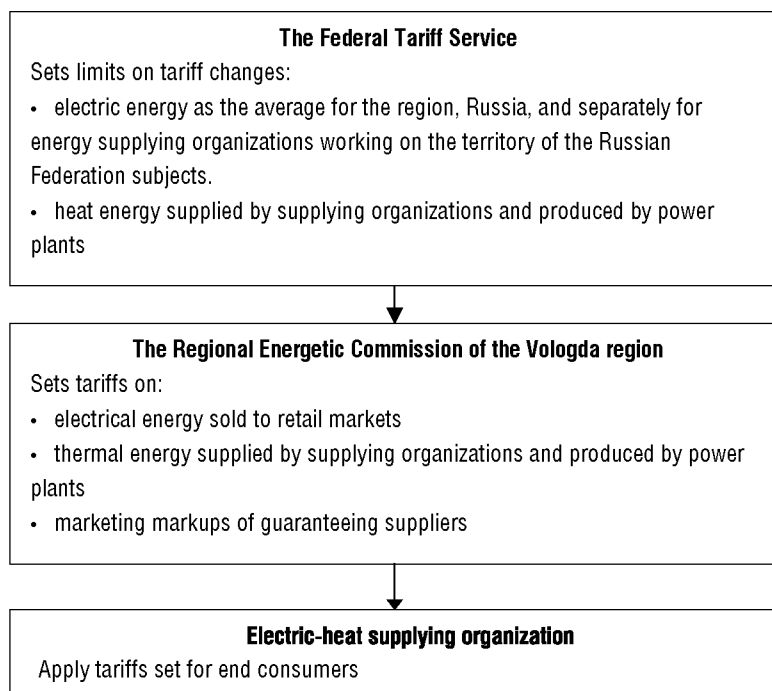 The Federal Tariff Service
Sets limits on tariff changes:
• electric energy as the average for the region, Russia, and separately for
energy supplying organizations working on the territory of the Russian
Federation subjects.
• heat energy supplied by supplying organizations and produced by power
plants
The Regional Energetic Commission of the Vologda region
Sets tariffs on:
• electrical energy sold to retail markets
• thermal energy supplied by supplying organizations and produced by power
plants
• marketing markups of guaranteeing suppliers
Electric-heat supplying organization
Apply tariffs set for end consumers